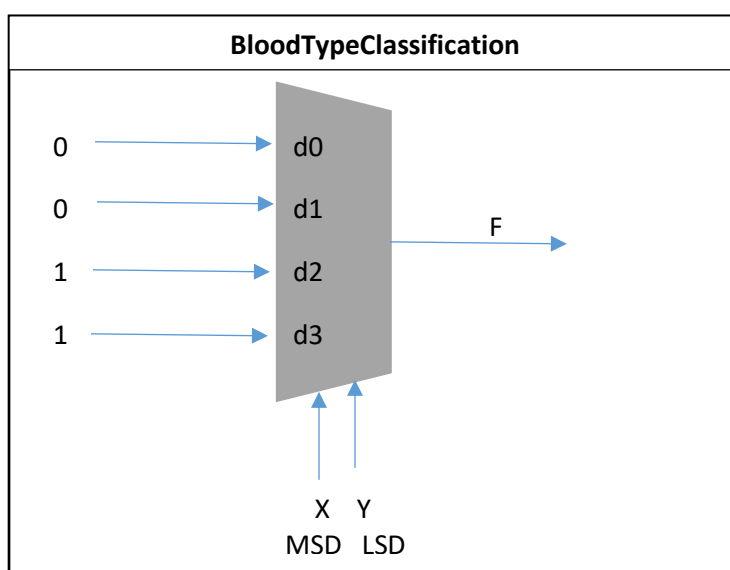 BloodTypeClassification
0 d0
0 d1
F
1 d2
1 d3
X Y
MSD LSD